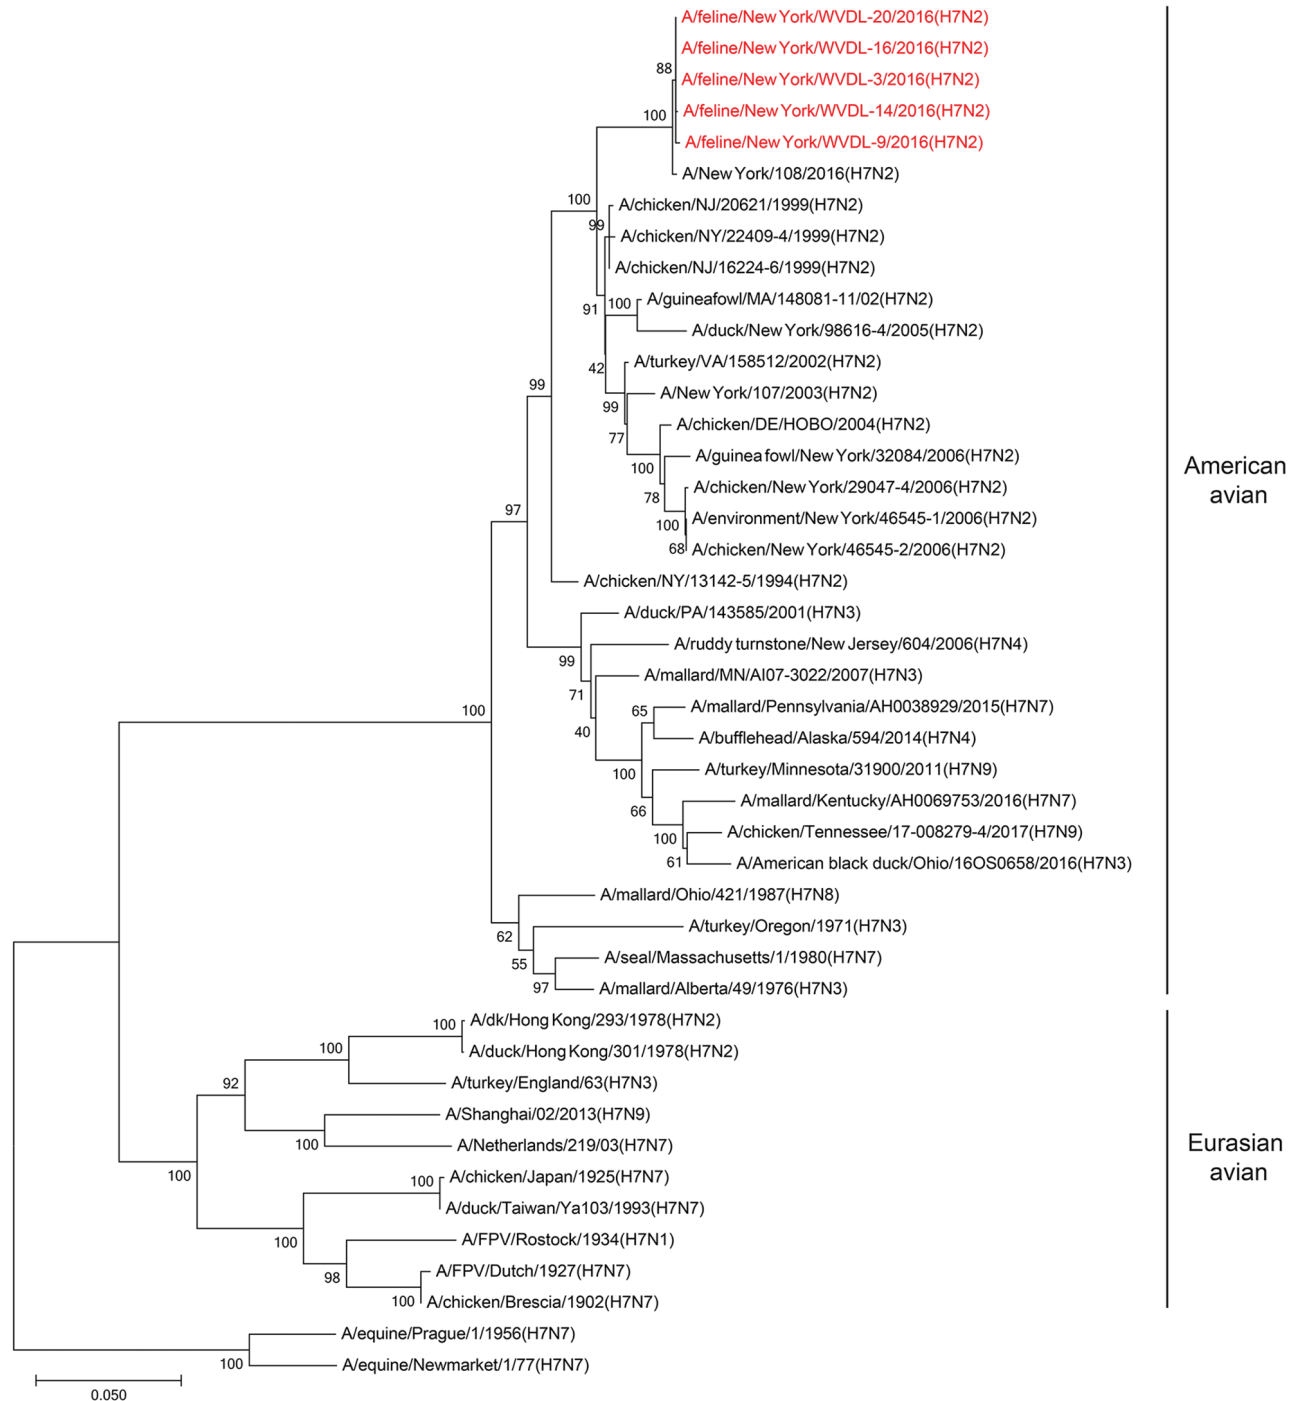 A/feline/New York/WVDL-20/2016(H7N2)
A/feline/New York/WVDL-16/2016(H7N2)
88
A/feline/New York/WVDL-3/2016(H7N2)
A/feline/New York/WVDL-14/2016(H7N2)
100
A/feline/New York/WVDL-9/2016(H7N2)
A/New York/108/2016(H7N2)
100
A/chicken/NJ/20621/1999(H7N2)
99
A/chicken/NY/22409-4/1999(H7N2)
A/chicken/NJ/16224-6/1999(H7N2)
91
100
A/guineafowl/MA/148081-11/02(H7N2)
A/duck/New York/98616-4/2005(H7N2)
42
A/turkey/VA/158512/2002(H7N2)
99
A/New York/107/2003(H7N2)
99
77
A/chicken/DE/HOBO/2004(H7N2)
100
A/guinea fowl/New York/32084/2006(H7N2)
78
A/chicken/New York/29047-4/2006(H7N2)
97
100
A/environment/New York/46545-1/2006(H7N2)
68
A/chicken/New York/46545-2/2006(H7N2)
A/chicken/NY/13142-5/1994(H7N2)
A/duck/PA/143585/2001(H7N3)
99
A/ruddy turnstone/New Jersey/604/2006(H7N4)
71
A/mallard/MN/AI07-3022/2007(H7N3)
100
40
65
A/mallard/Pennsylvania/AH0038929/2015(H7N7)
A/bufflehead/Alaska/594/2014(H7N4)
100
A/turkey/Minnesota/31900/2011(H7N9)
66
A/mallard/Kentucky/AH0069753/2016(H7N7)
100
A/chicken/Tennessee/17-008279-4/2017(H7N9)
61
A/American black duck/Ohio/16OS0658/2016(H7N3)
A/mallard/Ohio/421/1987(H7N8)
62
A/turkey/Oregon/1971(H7N3)
55
A/seal/Massachusetts/1/1980(H7N7)
97
A/mallard/Alberta/49/1976(H7N3)
American
avian
100
A/dk/Hong Kong/293/1978(H7N2)
100
A/duck/Hong Kong/301/1978(H7N2)
92
A/turkey/England/63(H7N3)
A/Shanghai/02/2013(H7N9)
100
A/Netherlands/219/03(H7N7)
100
100
A/chicken/Japan/1925(H7N7)
A/duck/Taiwan/Ya103/1993(H7N7)
100
A/FPV/Rostock/1934(H7N1)
98
A/FPV/Dutch/1927(H7N7)
100
A/chicken/Brescia/1902(H7N7)
Eurasian
avian
A/equine/Prague/1/1956(H7N7)
100
A/equine/Newmarket/1/77(H7N7)
0.050